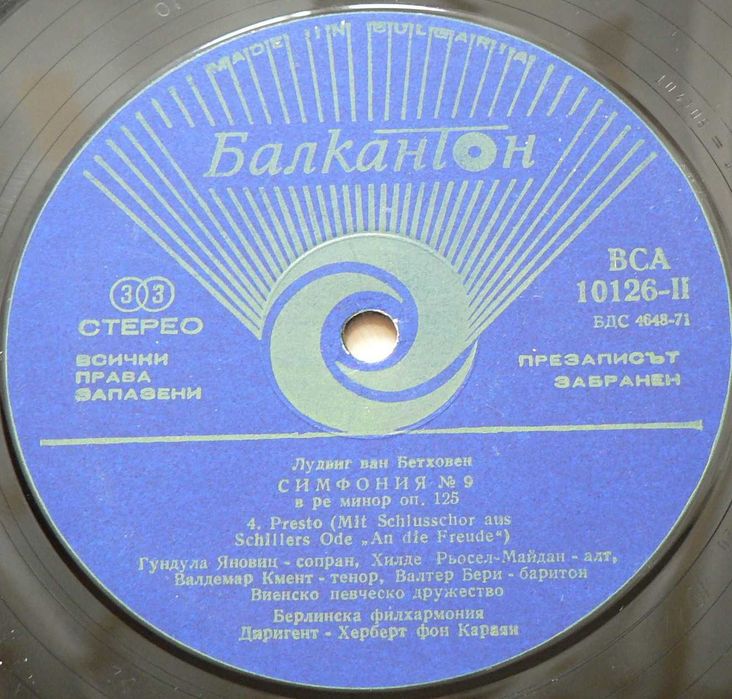 MADE IN BULGARIA
Балкантон
33
СТЕРЕО
ВСИЧКИ
ПРАВА
ЗАПАЗЕНИ
ВСА
10126-II
БДС 4648-71
ПРЕЗАПИСЪТ
ЗАБРАНЕН
Лудвиг ван Бетховен
СИМФОНИЯ № 9
в ре минор оп. 125
4. Presto (Mit Schlusschor aus
Schillers Ode „An die Freude“)
Гундула Яновиц - сопран, Хилде Рьосел-Майдан - алт,
Валдемар Кмент - тенор, Валтер Бери - баритон
Виенско певческо дружество
Берлинска филхармония
Диригент - Херберт фон Караян